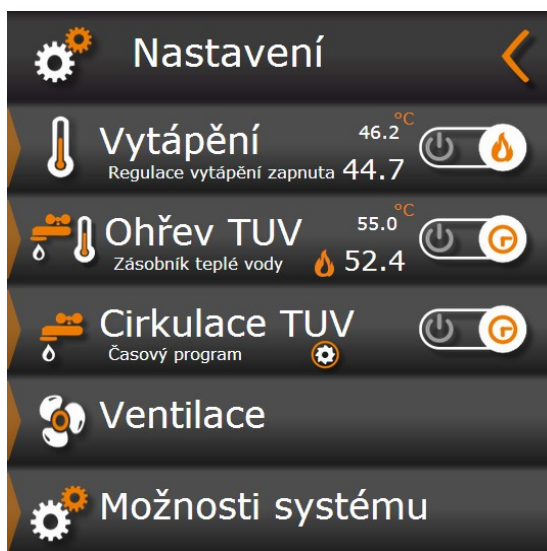 Nastavení
Vytápění
Regulace vytápění zapnuta
°C
46.2
44.7
Ohřev TUV
Zásobník teplé vody
°C
55.0
52.4
Cirkulace TUV
Časový program
Ventilace
Možnosti systému